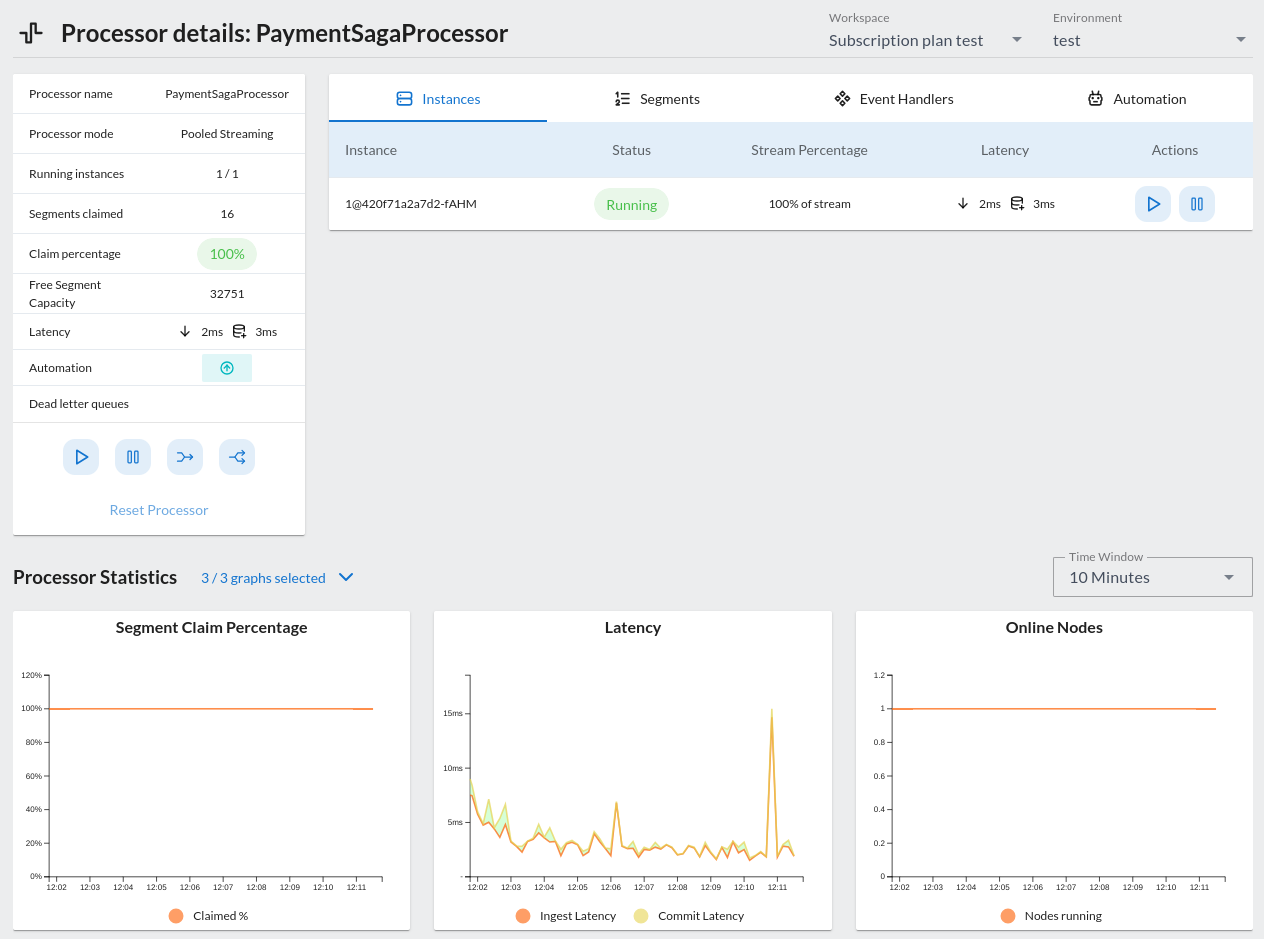 Processor details: PaymentSagaProcessor
Workspace
Subscription plan test
Environment
test
Processor name PaymentSagaProcessor
Processor mode Pooled Streaming
Running instances 1 / 1
Segments claimed 16
Claim percentage 100%
Free Segment
Capacity 32751
Latency 2ms 3ms
Automation
Dead letter queues
Reset Processor
Instances Segments Event Handlers Automation
Instance Status Stream Percentage Latency Actions
1@420f71a2a7d2-fAHM Running 100% of stream 2ms 3ms
Processor Statistics 3 / 3 graphs selected
Time Window
10 Minutes
Segment Claim Percentage
120%
100%
80%
60%
40%
20%
0%
12:02 12:03 12:04 12:05 12:06 12:07 12:08 12:09 12:10 12:11
Claimed %
Latency
15ms
10ms
5ms
-
12:02 12:03 12:04 12:05 12:06 12:07 12:08 12:09 12:10 12:11
Ingest Latency Commit Latency
Online Nodes
1.2
1
0.8
0.6
0.4
0.2
0
12:02 12:03 12:04 12:05 12:06 12:07 12:08 12:09 12:10 12:11
Nodes running